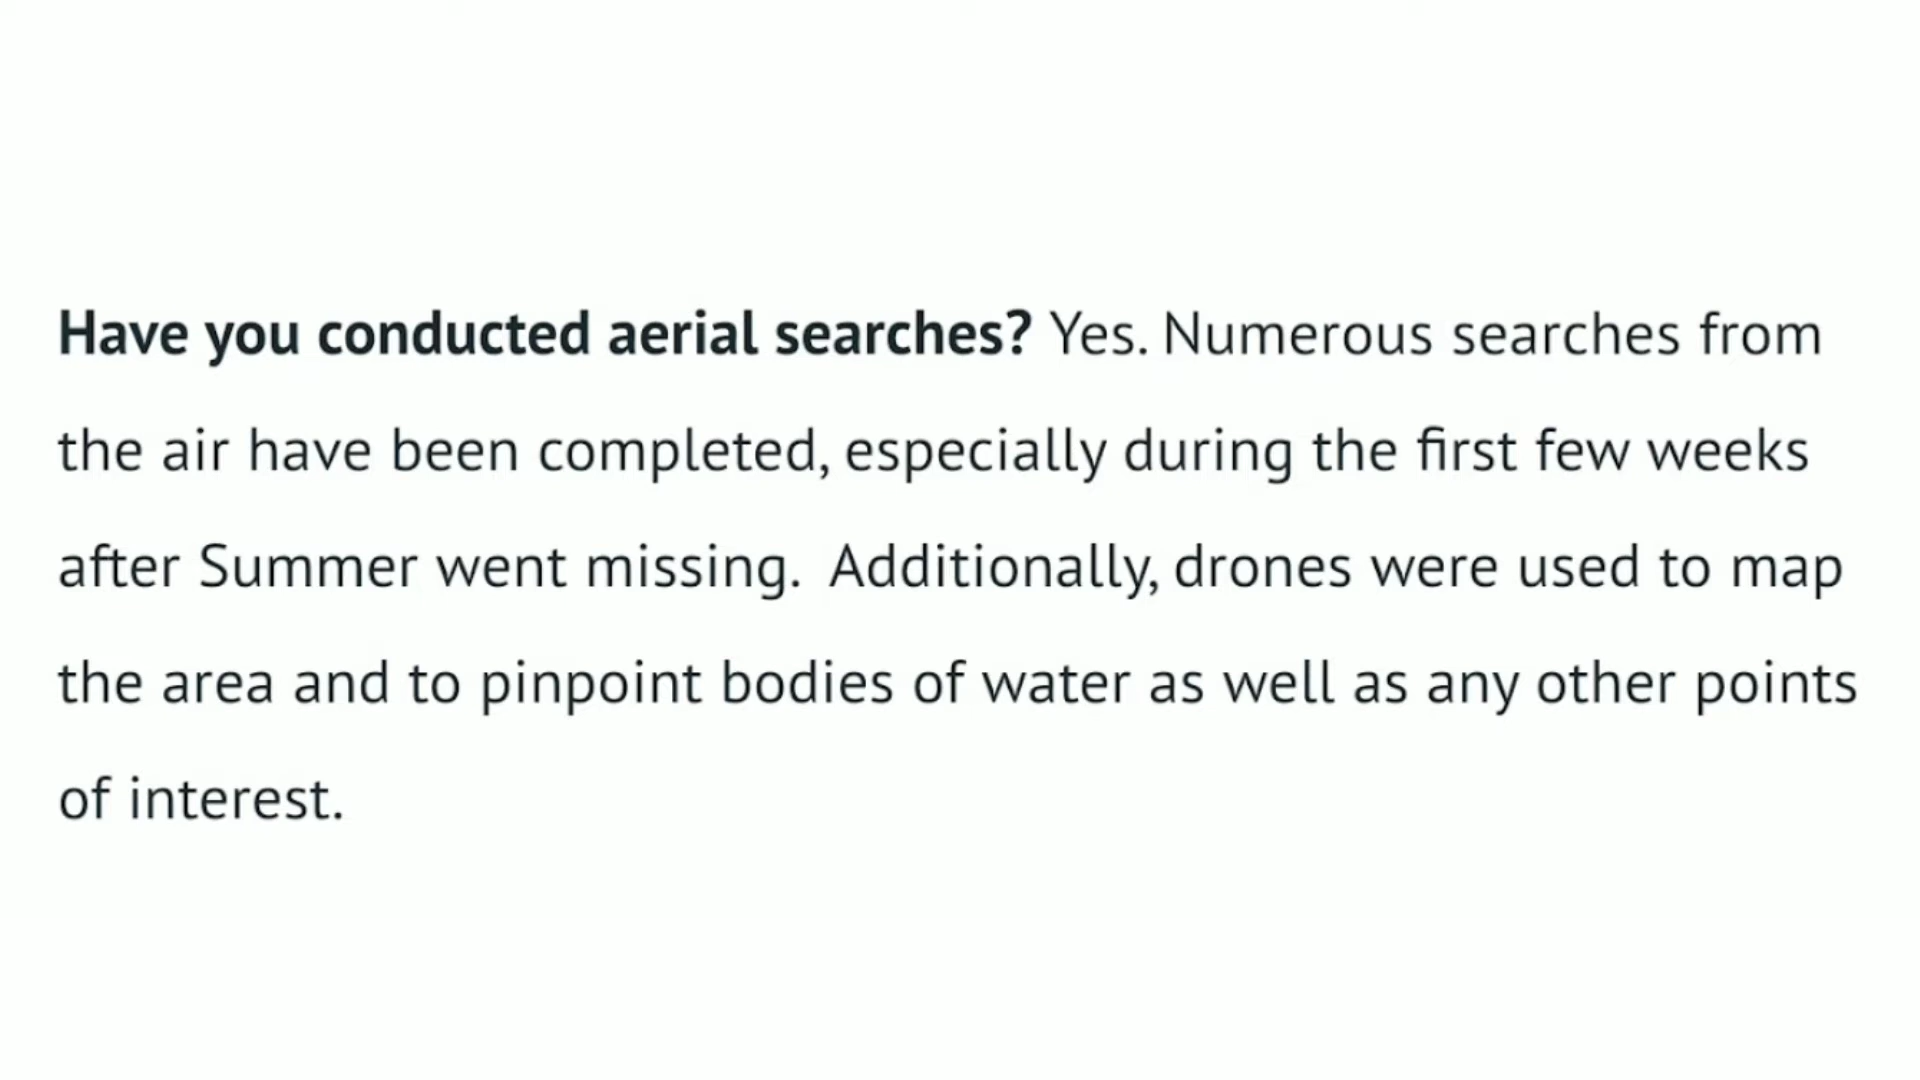 Have you conducted aerial searches? Yes. Numerous searches from
the air have been completed, especially during the first few weeks
after Summer went missing.  Additionally, drones were used to map
the area and to pinpoint bodies of water as well as any other points
of interest.